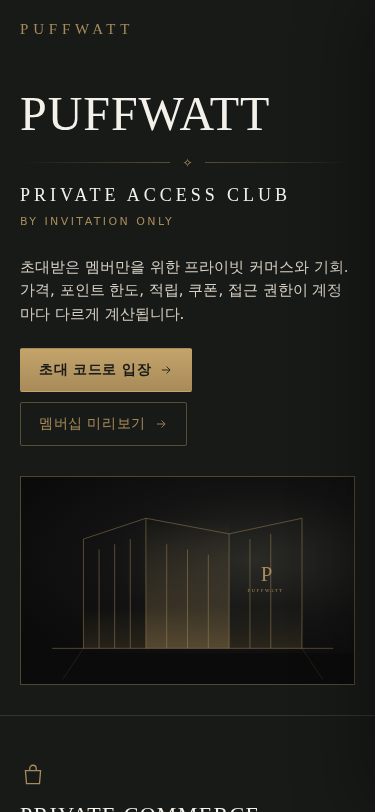 PUFFWATT
PUFFWATT
PRIVATE ACCESS CLUB
BY INVITATION ONLY
초대받은 멤버만을 위한 프라이빗 커머스와 기회.
가격, 포인트 한도, 적립, 쿠폰, 접근 권한이 계정
마다 다르게 계산됩니다.
초대 코드로 입장 →
멤버십 미리보기 →
P
PUFFWATT
PRIVATE COMMERCE